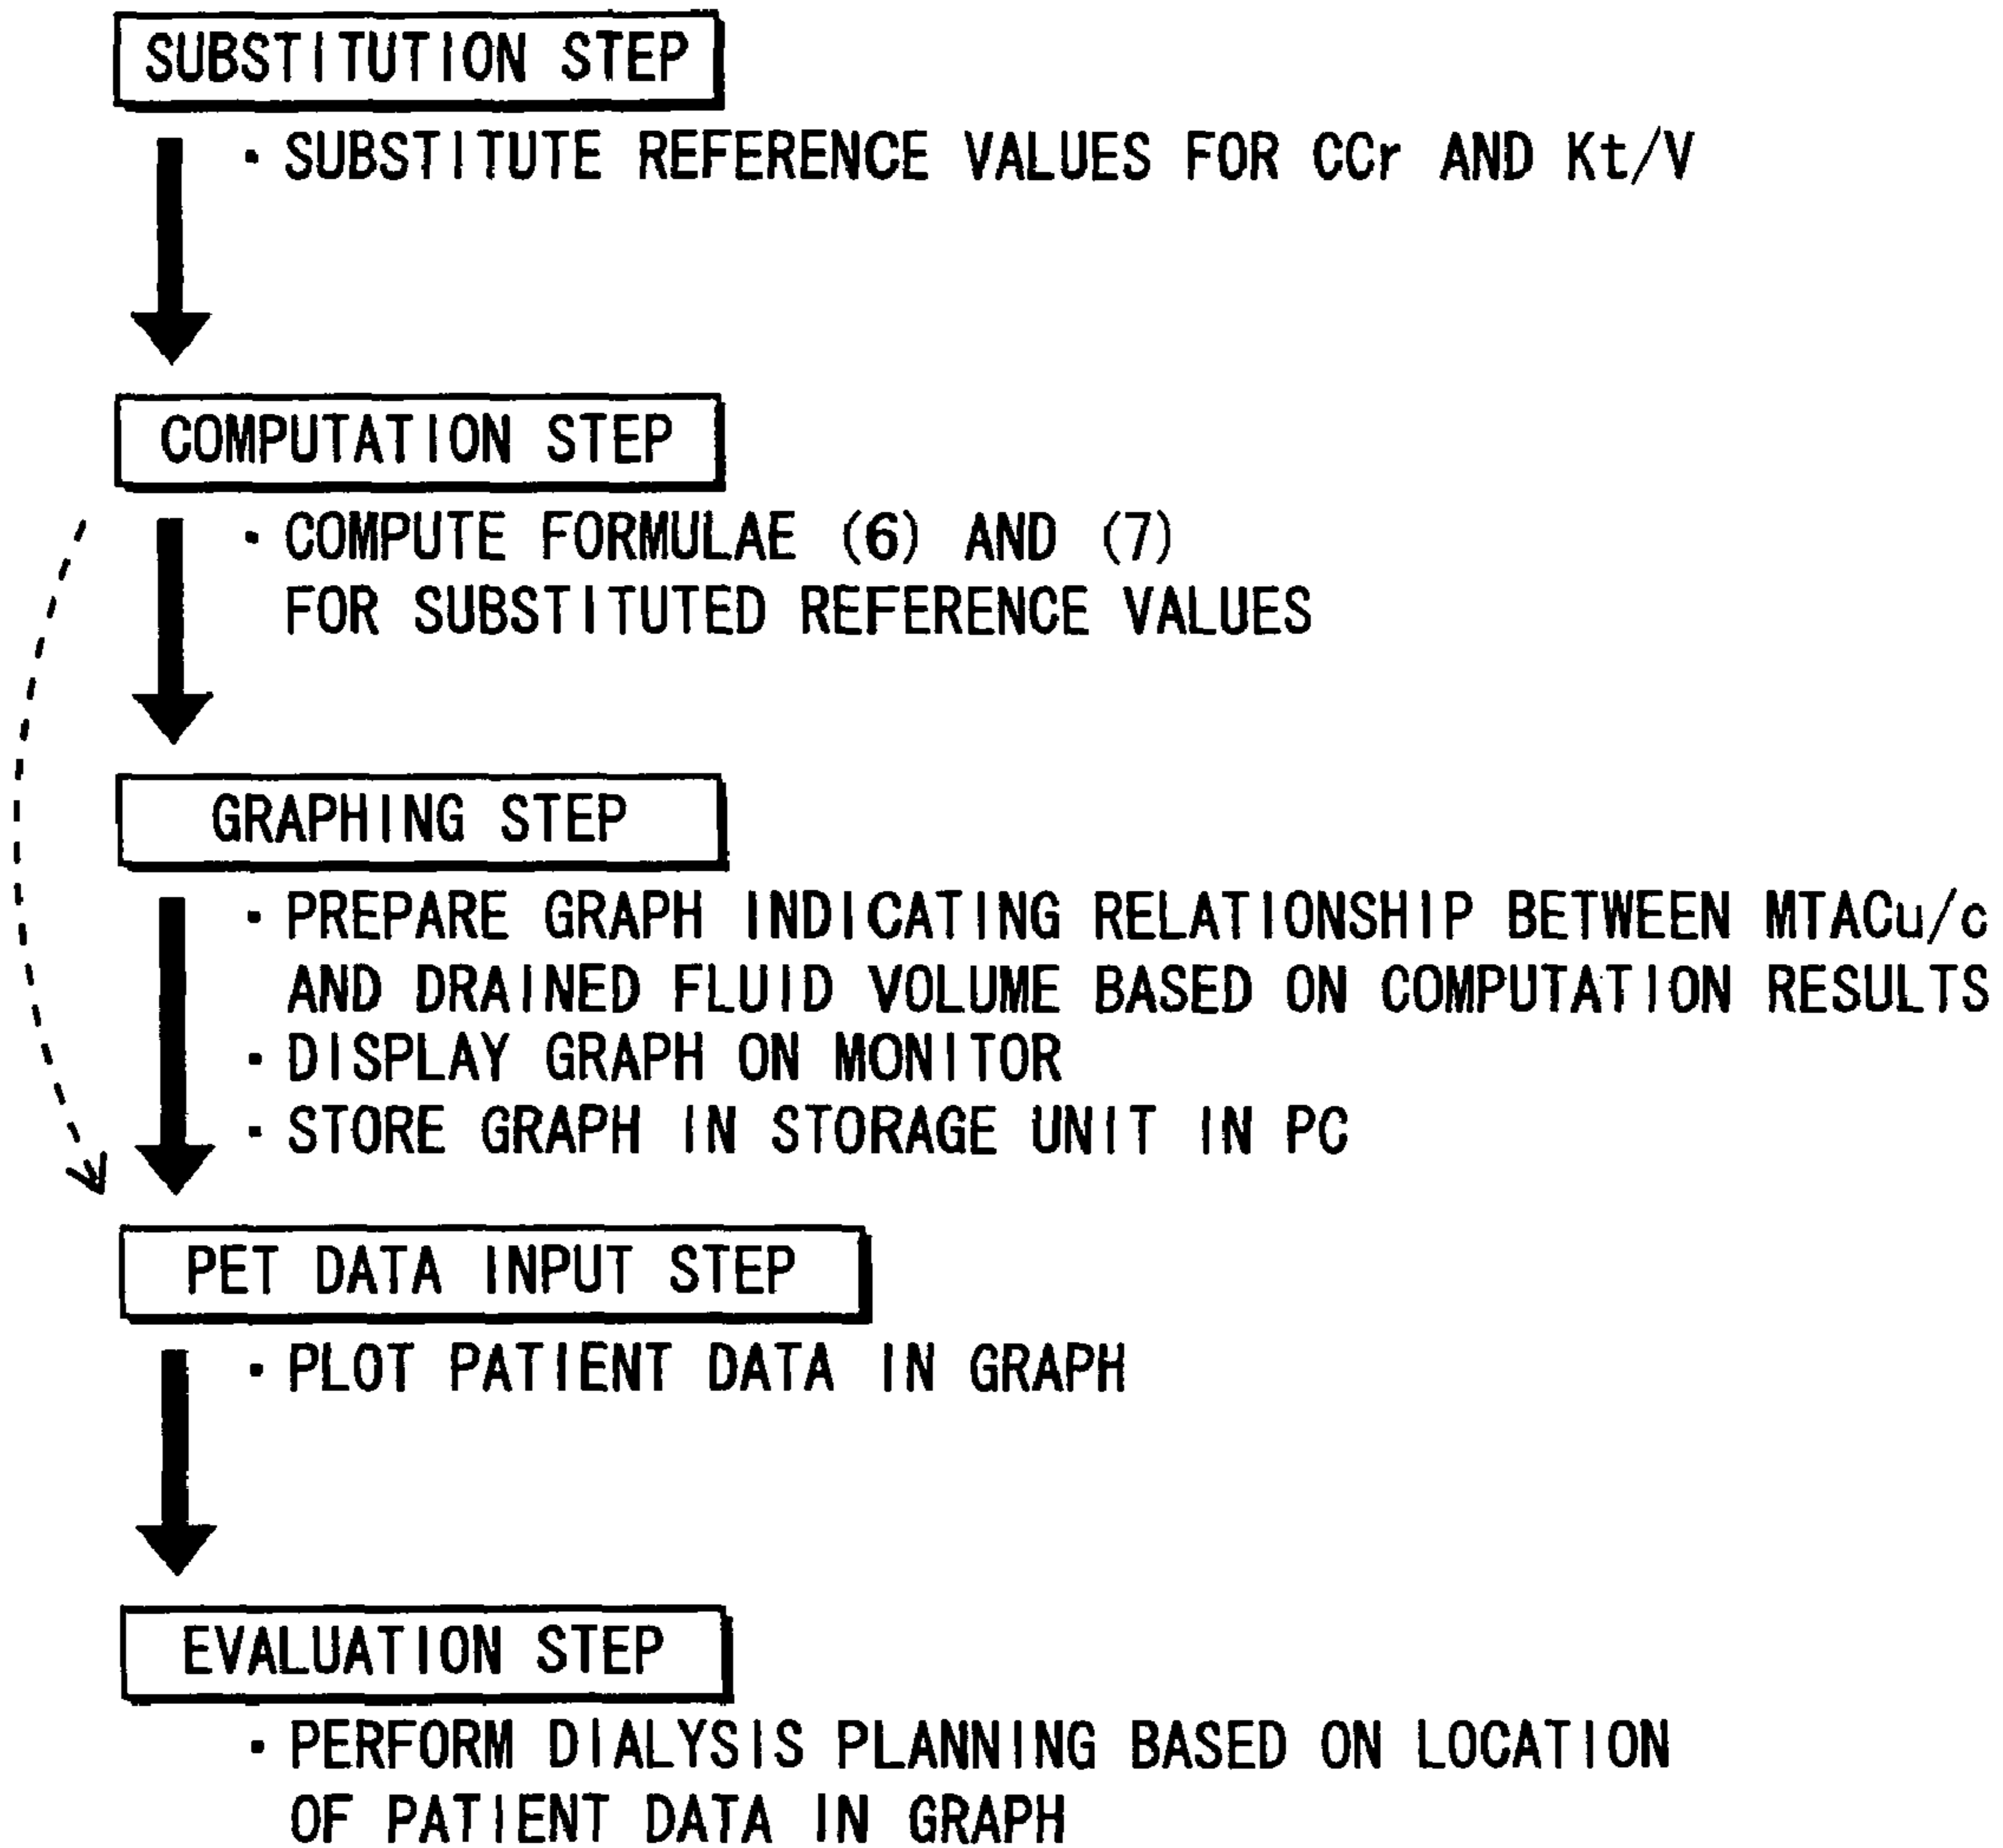 SUBSTITUTION STEP
・SUBSTITUTE REFERENCE VALUES FOR CCr AND Kt/V
COMPUTATION STEP
・COMPUTE FORMULAE (6) AND (7)
FOR SUBSTITUTED REFERENCE VALUES
GRAPHING STEP
・PREPARE GRAPH INDICATING RELATIONSHIP BETWEEN MTACu/c
AND DRAINED FLUID VOLUME BASED ON COMPUTATION RESULTS
・DISPLAY GRAPH ON MONITOR
・STORE GRAPH IN STORAGE UNIT IN PC
PET DATA INPUT STEP
・PLOT PATIENT DATA IN GRAPH
EVALUATION STEP
・PERFORM DIALYSIS PLANNING BASED ON LOCATION
OF PATIENT DATA IN GRAPH